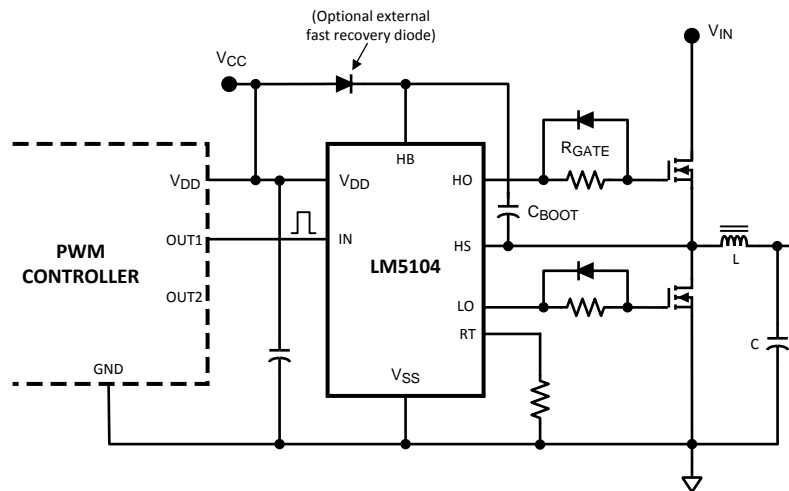 (Optional external
fast recovery diode)
VCC
VIN
RGATE
HB
VDD
VDD
HO
CBOOT
OUT1
IN
HS
PWM
CONTROLLER
LM5104
L
OUT2
LO
RT
C
GND
VSS